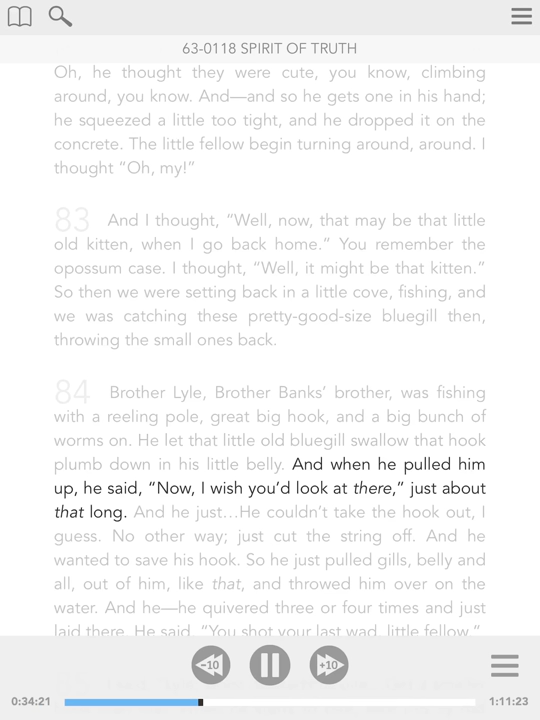 63-0118 SPIRIT OF TRUTH
Oh, he thought they were cute, you know, climbing
around, you know. And—and so he gets one in his hand;
he squeezed a little too tight, and he dropped it on the
concrete. The little fellow begin turning around, around. I
thought “Oh, my!”
83 And I thought, “Well, now, that may be that little
old kitten, when I go back home.” You remember the
opossum case. I thought, “Well, it might be that kitten.”
So then we were setting back in a little cove, fishing, and
we was catching these pretty-good-size bluegill then,
throwing the small ones back.
84 Brother Lyle, Brother Banks’ brother, was fishing
with a reeling pole, great big hook, and a big bunch of
worms on. He let that little old bluegill swallow that hook
plumb down in his little belly. And when he pulled him
up, he said, “Now, I wish you’d look at there,” just about
that long. And he just…He couldn’t take the hook out, I
guess. No other way; just cut the string off. And he
wanted to save his hook. So he just pulled gills, belly and
all, out of him, like that, and throwed him over on the
water. And he—he quivered three or four times and just
laid there. He said, “You shot your last wad, little fellow.”
-10 +10
0:34:21 1:11:23